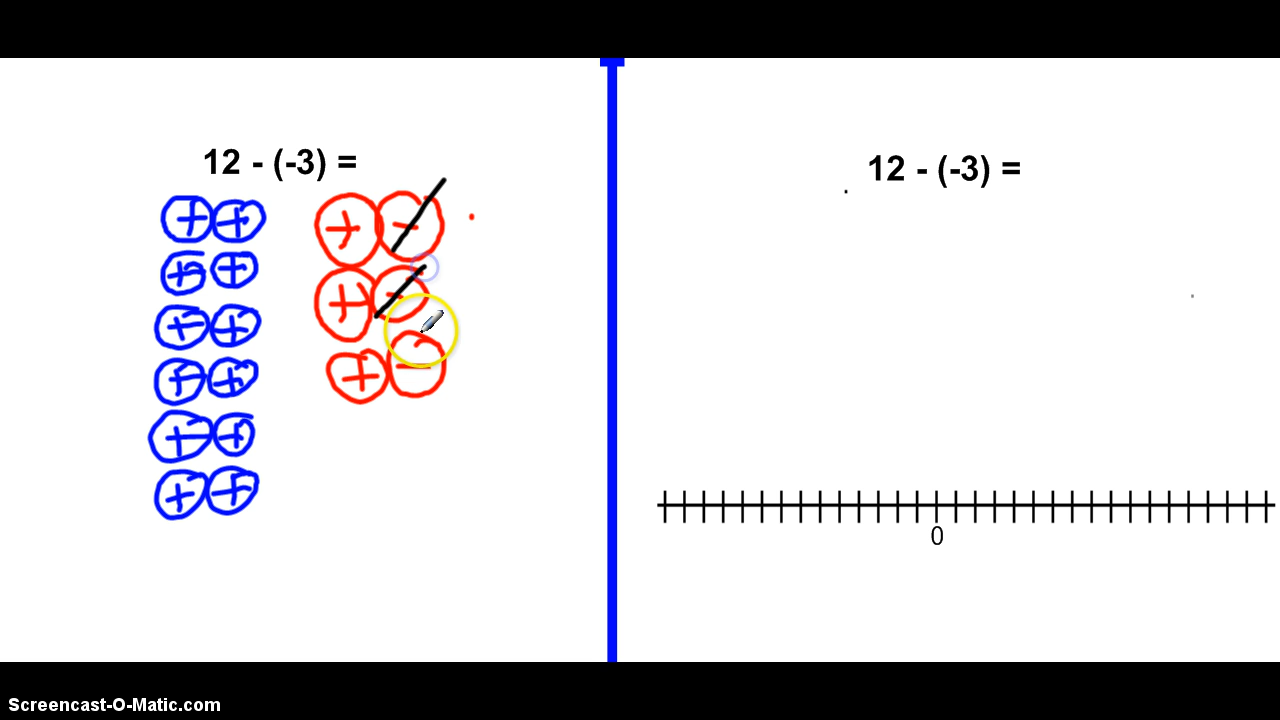 12 - (-3) =
+ + + -
+ + + -
+ + + -
+ +
+ +
+ +
12 - (-3) =
0
Screencast-O-Matic.com